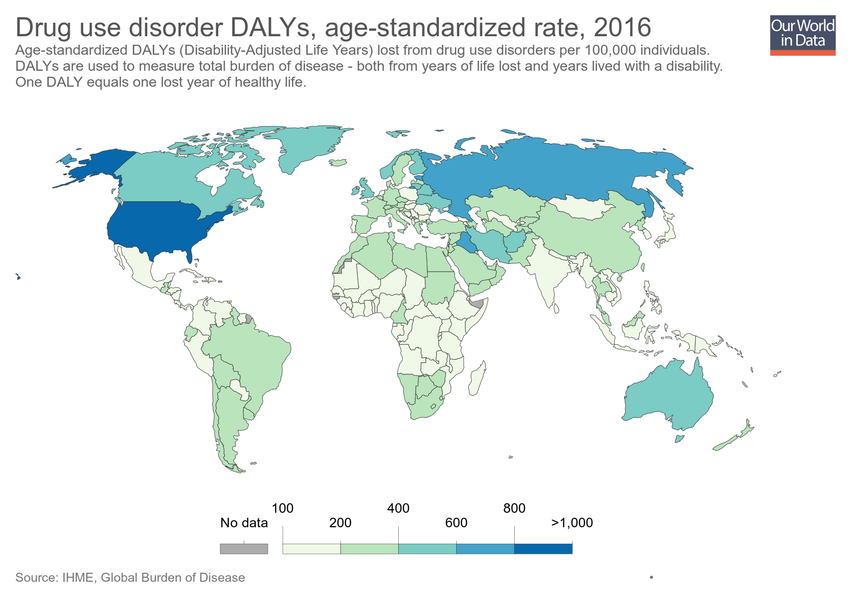 Drug use disorder DALYs, age-standardized rate, 2016
Our World
in Data
Age-standardized DALYs (Disability-Adjusted Life Years) lost from drug use disorders per 100,000 individuals.
DALYs are used to measure total burden of disease - both from years of life lost and years lived with a disability.
One DALY equals one lost year of healthy life.
100 400 800
No data 200 600 >1,000
Source: IHME, Global Burden of Disease